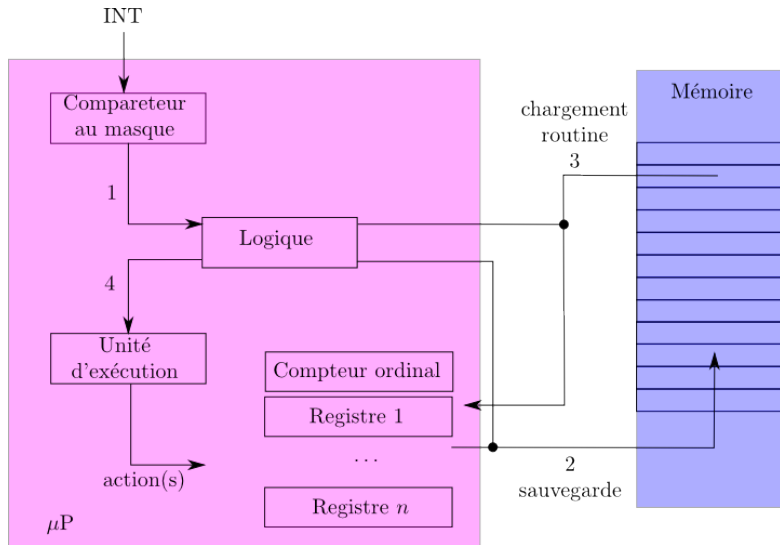 INT
Compareteur
au masque
1
Logique
4
Unité
d'exécution
action(s)
µP
Compteur ordinal
Registre 1
...
Registre n
chargement
routine
3
2
sauvegarde
Mémoire